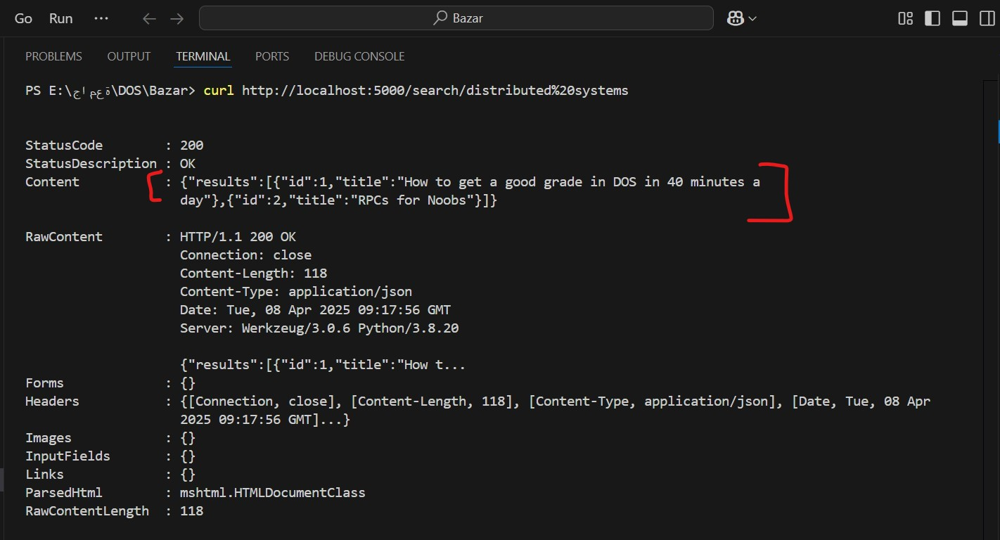 Go Run ··· ← → Bazar
PROBLEMS OUTPUT TERMINAL PORTS DEBUG CONSOLE
PS E:\جامعة\DOS\Bazar> curl http://localhost:5000/search/distributed%20systems
StatusCode : 200
StatusDescription : OK
Content : {"results":[{"id":1,"title":"How to get a good grade in DOS in 40 minutes a
day"},{"id":2,"title":"RPCs for Noobs"}]}
RawContent : HTTP/1.1 200 OK
Connection: close
Content-Length: 118
Content-Type: application/json
Date: Tue, 08 Apr 2025 09:17:56 GMT
Server: Werkzeug/3.0.6 Python/3.8.20
{"results":[{"id":1,"title":"How t...
Forms : {}
Headers : {[Connection, close], [Content-Length, 118], [Content-Type, application/json], [Date, Tue, 08 Apr
2025 09:17:56 GMT]...}
Images : {}
InputFields : {}
Links : {}
ParsedHtml : mshtml.HTMLDocumentClass
RawContentLength : 118